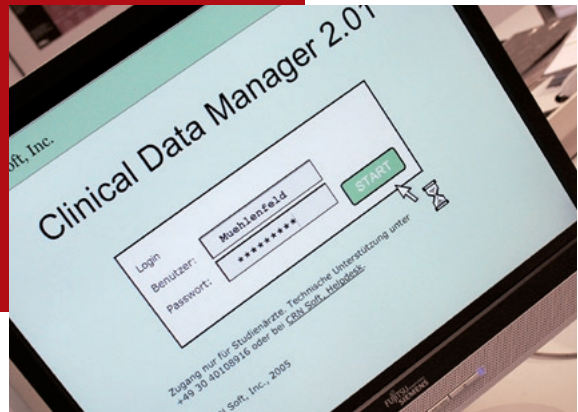 oft, Inc.
Clinical Data Manager 2.01
Login
Benutzer: Muehlenfeld
Passwort: *********
START
Zugang nur für Studienärzte. Technische Unterstützung unter
+49 30 40108916 oder bei CRN Soft, Helpdesk.
Soft, Inc., 2005
FUJITSU
SIEMENS